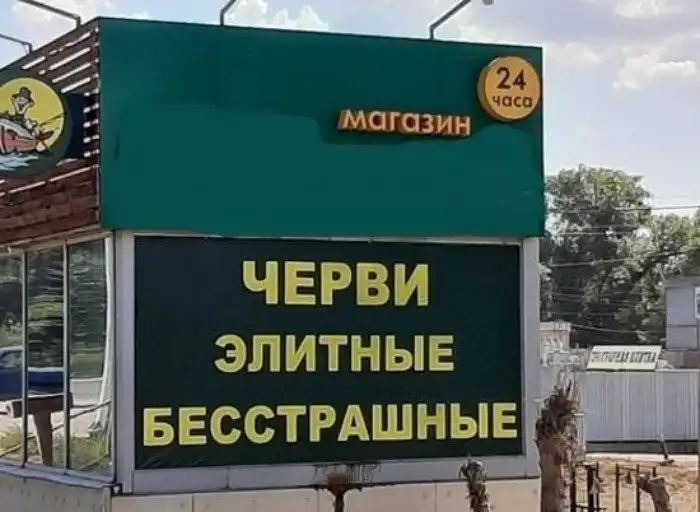 24
часа
магазин
ЧЕРВИ
ЭЛИТНЫЕ
БЕССТРАШНЫЕ